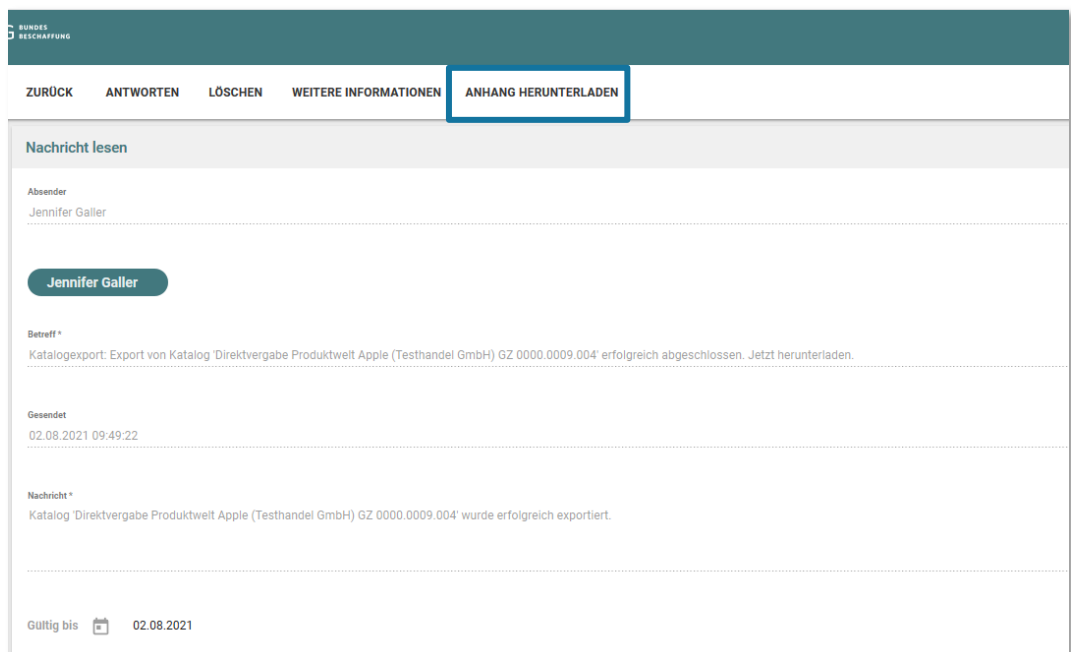 G BUNDES
BESCHAFFUNG
ZURÜCK ANTWORTEN LÖSCHEN WEITERE INFORMATIONEN ANHANG HERUNTERLADEN
Nachricht lesen
Absender
Jennifer Galler
Jennifer Galler
Betreff *
Katalogexport: Export von Katalog 'Direktvergabe Produktwelt Apple (Testhandel GmbH) GZ 0000.0009.004' erfolgreich abgeschlossen. Jetzt herunterladen.
Gesendet
02.08.2021 09:49:22
Nachricht *
Katalog 'Direktvergabe Produktwelt Apple (Testhandel GmbH) GZ 0000.0009.004' wurde erfolgreich exportiert.
Gültig bis 02.08.2021